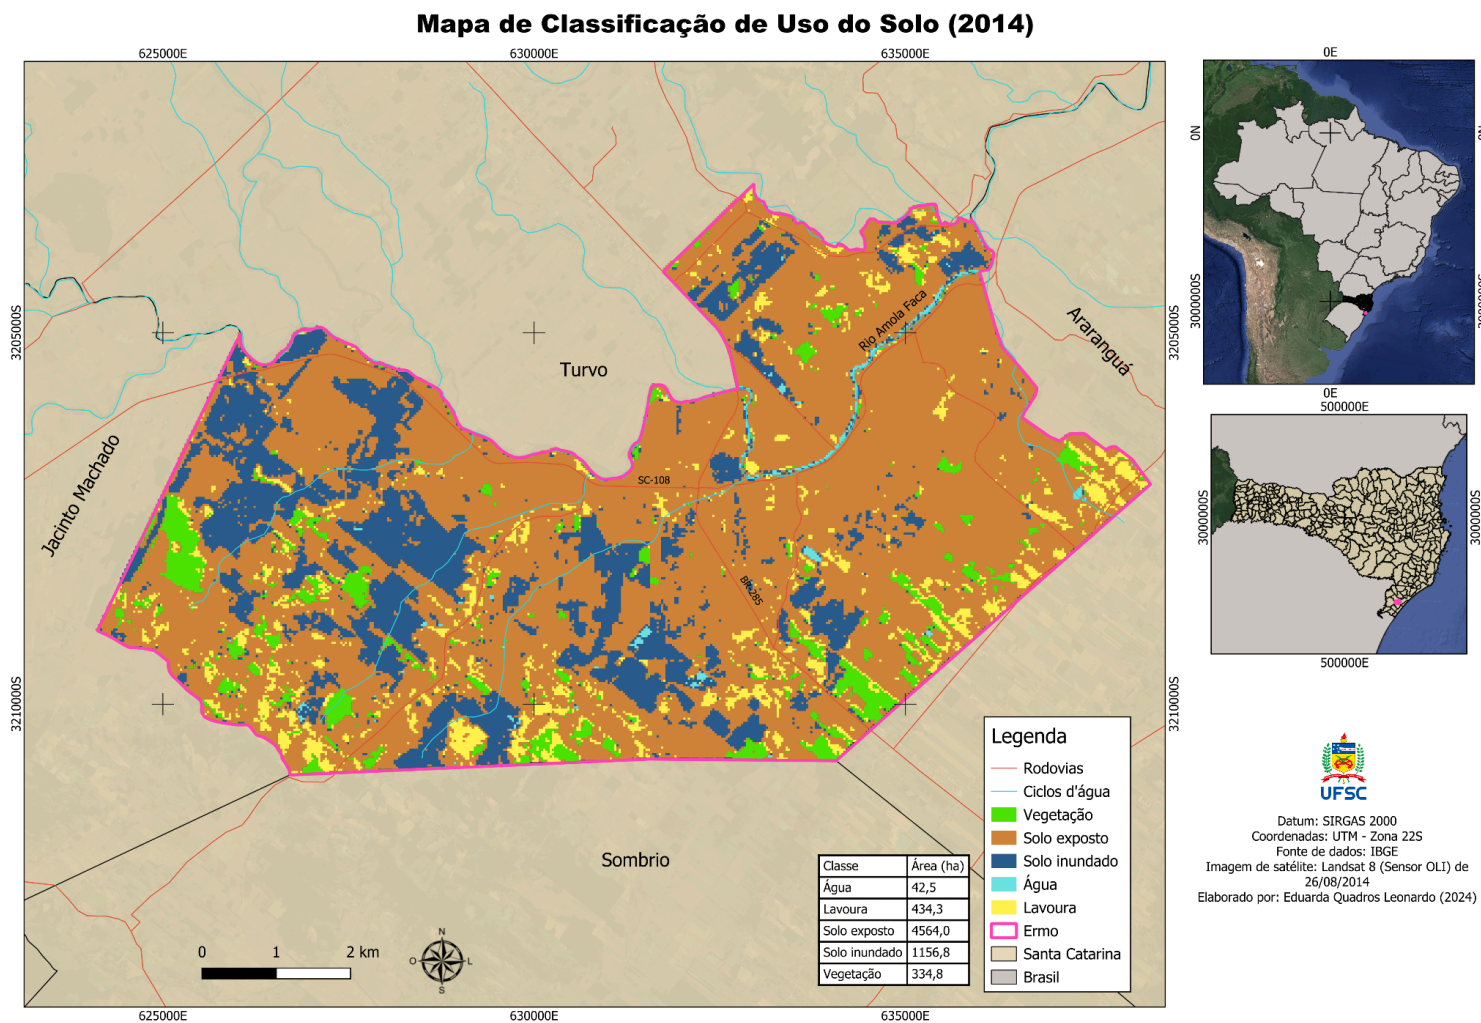 Mapa de Classificação de Uso do Solo (2014)
625000E
630000E
635000E
3205000S
3205000S
3210000S
3210000S
625000E
630000E
635000E
Turvo
Araranguá
Jacinto Machado
Sombrio
Rio Amola Faca
SC-108
BR-285
0 1 2 km
N
O
L
S
Classe Área (ha)
Água 42,5
Lavoura 434,3
Solo exposto 4564,0
Solo inundado 1156,8
Vegetação 334,8
Legenda
Rodovias
Ciclos d'água
Vegetação
Solo exposto
Solo inundado
Água
Lavoura
Ermo
Santa Catarina
Brasil
0E
0N
0N
3000000S
0E
500000E
3000000S
3000000S
500000E
UFSC
Datum: SIRGAS 2000
Coordenadas: UTM - Zona 22S
Fonte de dados: IBGE
Imagem de satélite: Landsat 8 (Sensor OLI) de
26/08/2014
Elaborado por: Eduarda Quadros Leonardo (2024)